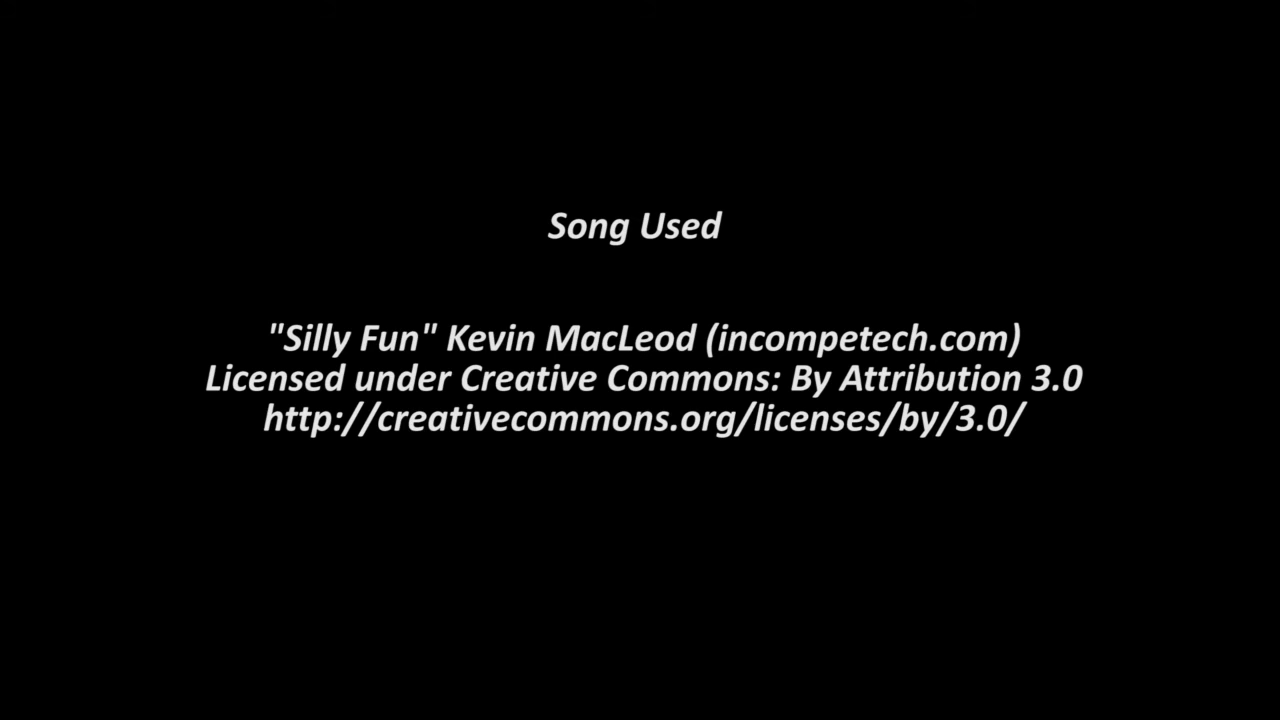 Song Used
"Silly Fun" Kevin MacLeod (incompetech.com)
Licensed under Creative Commons: By Attribution 3.0
http://creativecommons.org/licenses/by/3.0/